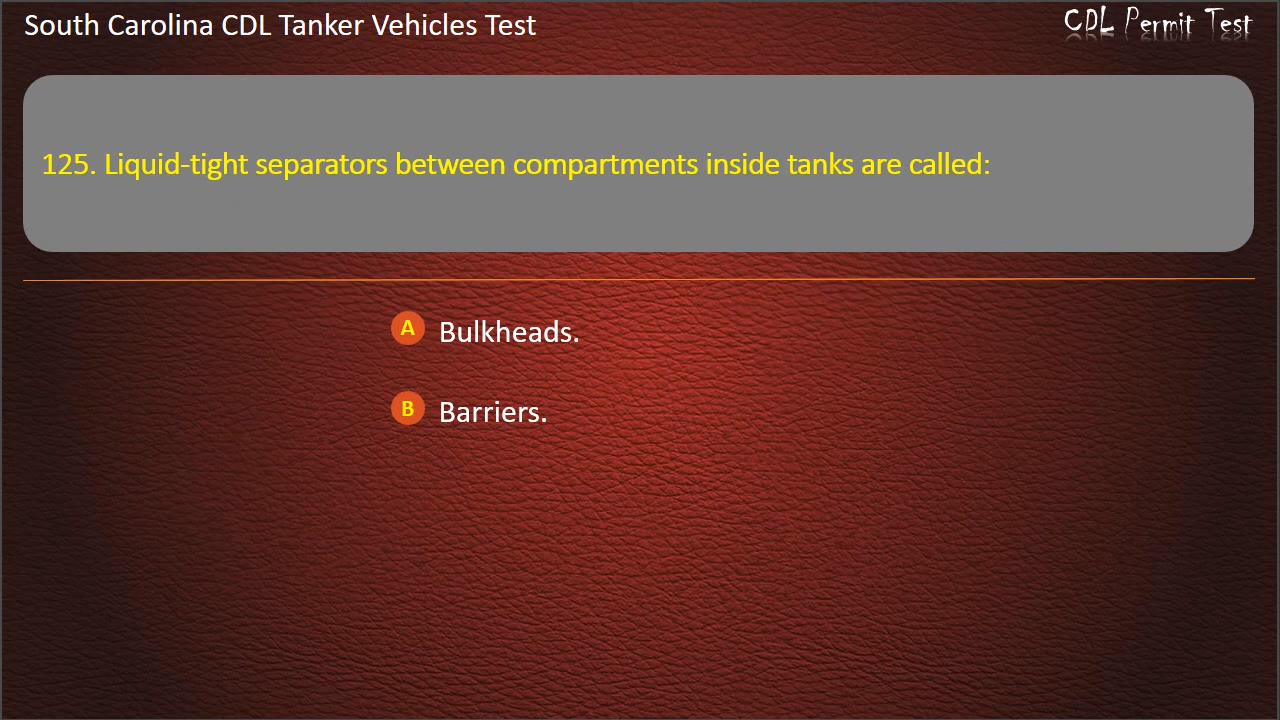 South Carolina CDL Tanker Vehicles Test
CDL Permit Test
125. Liquid-tight separators between compartments inside tanks are called:
A Bulkheads.
B Barriers.